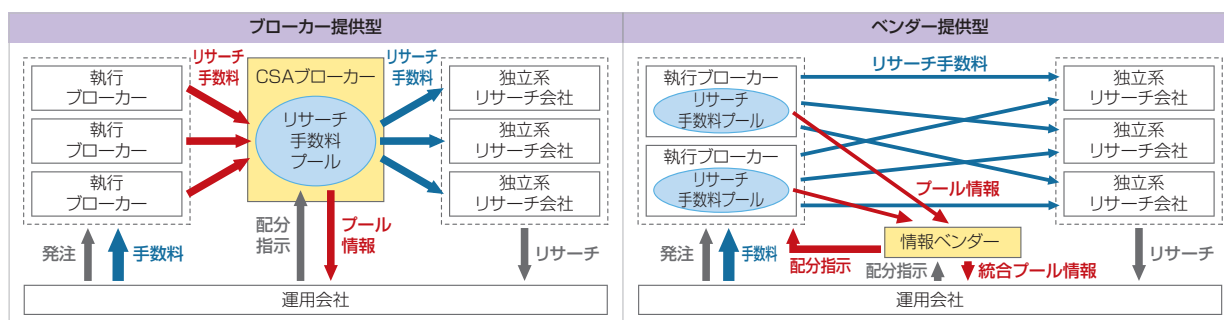 ブローカー提供型
リサーチ
手数料
リサーチ
手数料
執行
ブローカー
執行
ブローカー
執行
ブローカー
CSAブローカー
リサーチ
手数料
プール
独立系
リサーチ会社
独立系
リサーチ会社
独立系
リサーチ会社
発注
手数料
配分
指示
プール
情報
リサーチ
運用会社
ベンダー提供型
執行ブローカー
リサーチ
手数料プール
執行ブローカー
リサーチ
手数料プール
リサーチ手数料
独立系
リサーチ会社
独立系
リサーチ会社
独立系
リサーチ会社
プール情報
情報ベンダー
発注
手数料
配分指示
配分指示
統合プール情報
リサーチ
運用会社